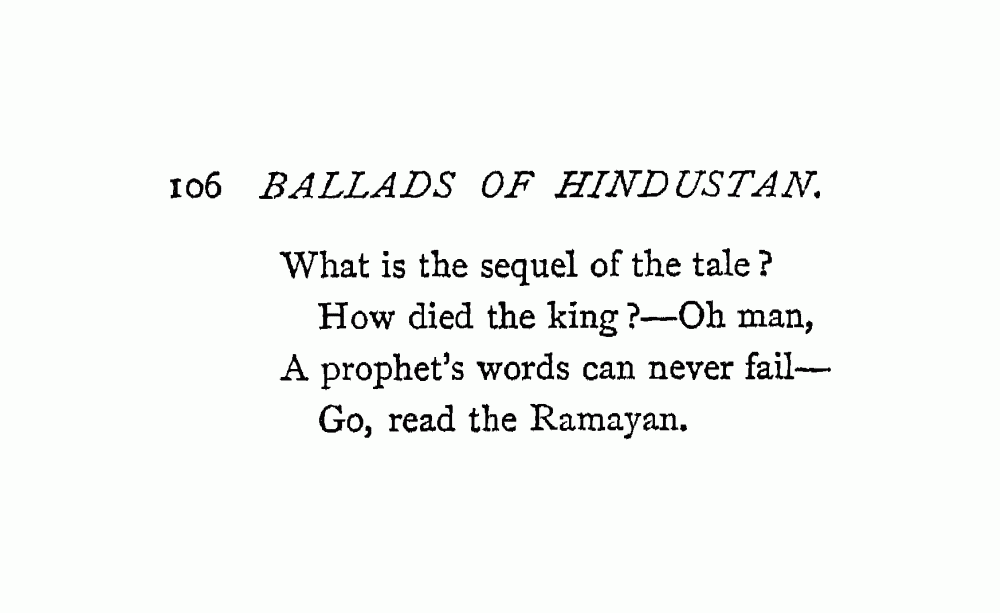 106 BALLADS OF HINDUSTAN.
What is the sequel of the tale?
How died the king?—Oh man,
A prophet's words can never fail—
Go, read the Ramayan.